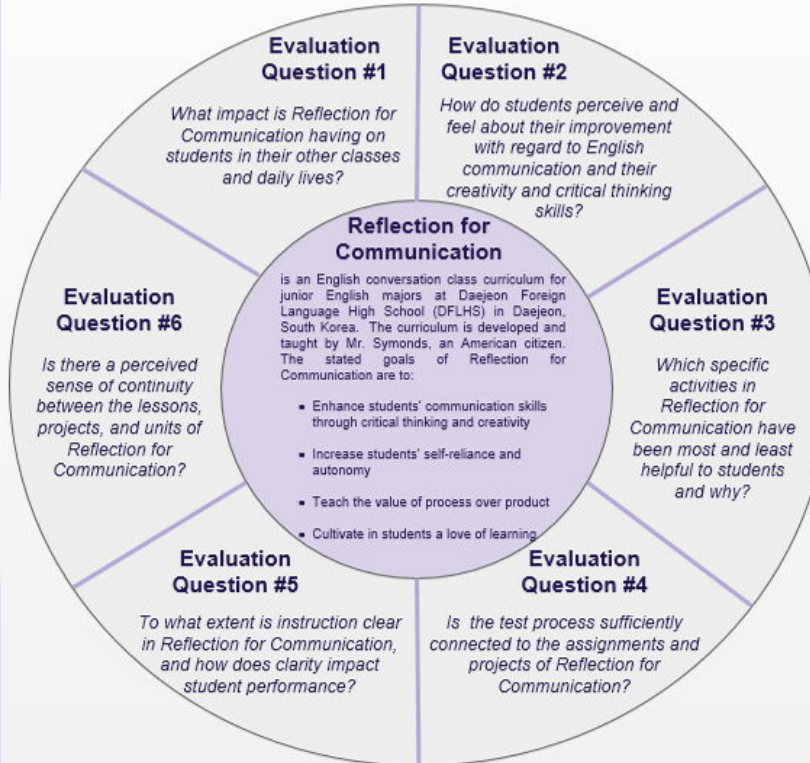 Evaluation
Question #1
What impact is Reflection for
Communication having on
students in their other classes
and daily lives?
Evaluation
Question #2
How do students perceive and
feel about their improvement
with regard to English
communication and their
creativity and critical thinking
skills?
Evaluation
Question #3
Which specific
activities in
Reflection for
Communication have
been most and least
helpful to students
and why?
Evaluation
Question #4
Is the test process sufficiently
connected to the assignments and
projects of Reflection for
Communication?
Evaluation
Question #5
To what extent is instruction clear
in Reflection for Communication,
and how does clarity impact
student performance?
Evaluation
Question #6
Is there a perceived
sense of continuity
between the lessons,
projects, and units of
Reflection for
Communication?
Reflection for
Communication
is an English conversation class curriculum for
junior English majors at Daejeon Foreign
Language High School (DFLHS) in Daejeon,
South Korea. The curriculum is developed and
taught by Mr. Symonds, an American citizen.
The stated goals of Reflection for
Communication are to:
▪ Enhance students' communication skills
through critical thinking and creativity
▪ Increase students' self-reliance and
autonomy
▪ Teach the value of process over product
▪ Cultivate in students a love of learning